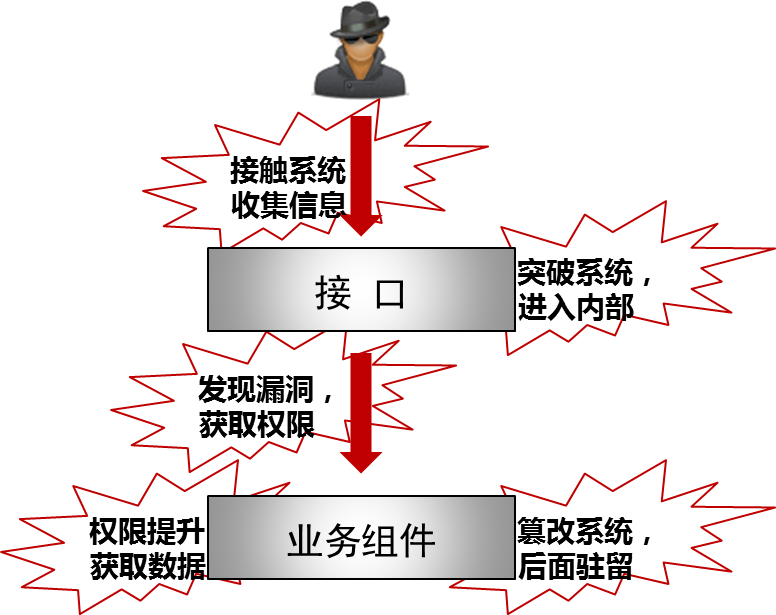 接触系统
收集信息
接 口
突破系统，
进入内部
发现漏洞，
获取权限
权限提升
获取数据
业务组件
篡改系统，
后面驻留